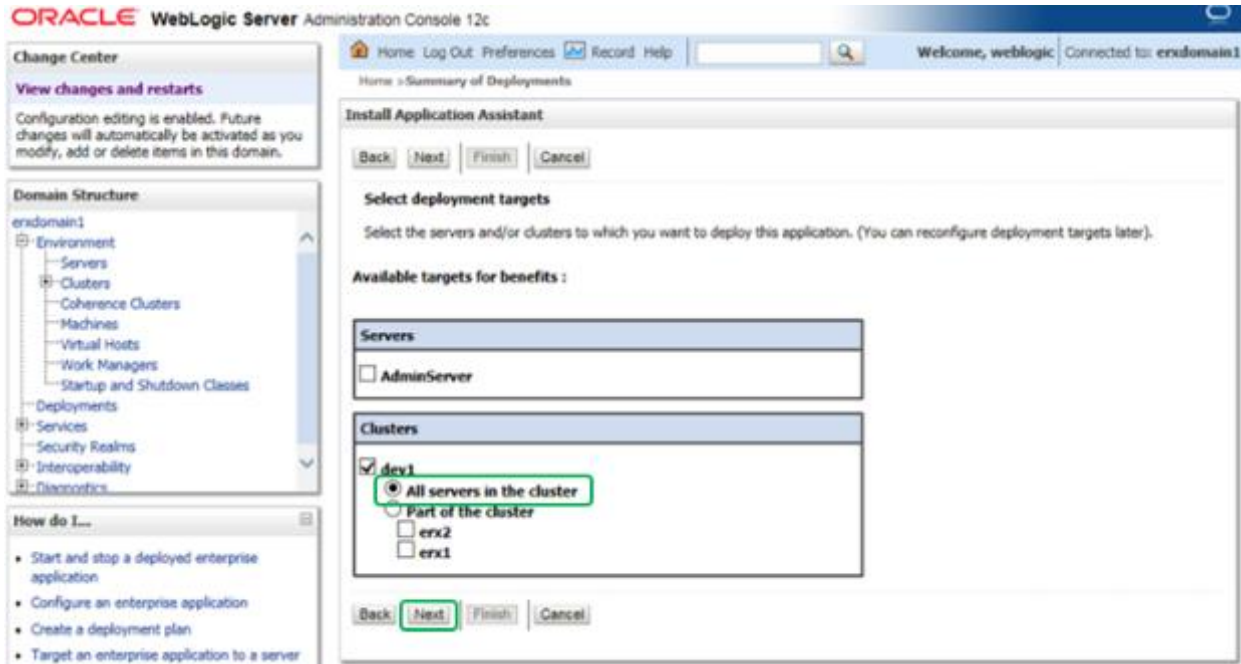 ORACLE WebLogic Server Administration Console 12c
Change Center
View changes and restarts
Configuration editing is enabled. Future
changes will automatically be activated as you
modify, add or delete items in this domain.
Domain Structure
erxdomain1
Environment
Servers
Clusters
Coherence Clusters
Machines
Virtual Hosts
Work Managers
Startup and Shutdown Classes
Deployments
Services
Security Realms
Interoperability
Diagnostics
How do I...
Start and stop a deployed enterprise
application
Configure an enterprise application
Create a deployment plan
Target an enterprise application to a server
Home Log Out Preferences Record Help
Welcome, weblogic Connected to: erxdomain1
Home >Summary of Deployments
Install Application Assistant
Back Next Finish Cancel
Select deployment targets
Select the servers and/or clusters to which you want to deploy this application. (You can reconfigure deployment targets later).
Available targets for benefits :
Servers
AdminServer
Clusters
dev1
All servers in the cluster
Part of the cluster
erx2
erx1
Back Next Finish Cancel